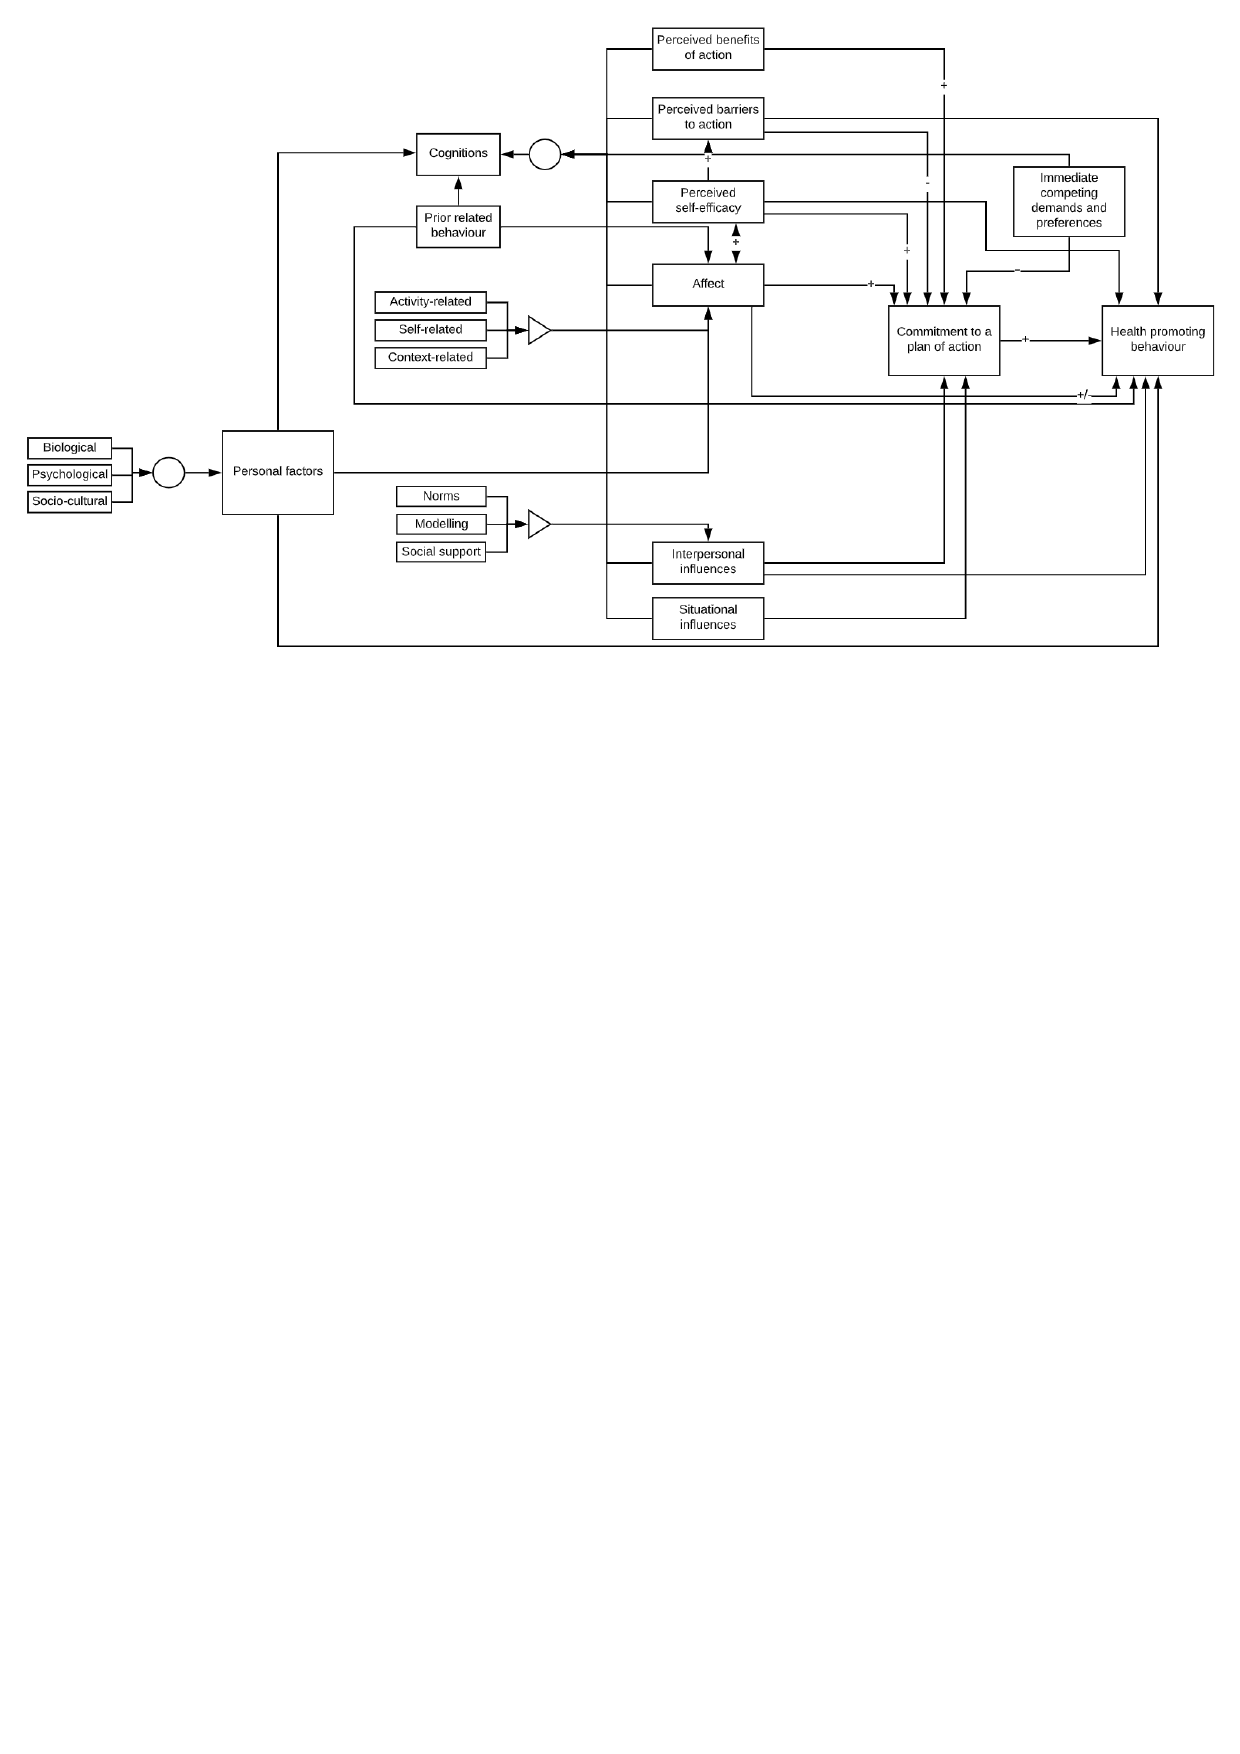 Perceived benefits
of action
+
Perceived barriers
to action
Cognitions
+
Immediate
competing
demands and
preferences
-
Perceived
self-efficacy
Prior related
behaviour
+
+
-
Affect
+
Activity-related
Self-related
Context-related
Commitment to a
plan of action
+
Health promoting
behaviour
+/-
Biological
Psychological
Socio-cultural
Personal factors
Norms
Modelling
Social support
Interpersonal
influences
Situational
influences